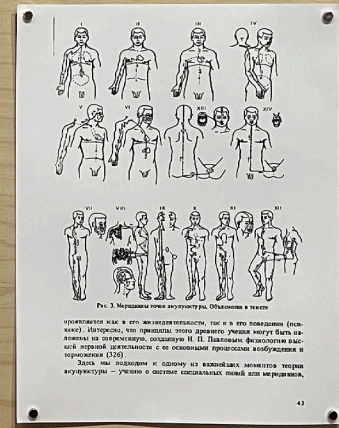 I II III IV
V VI XIII XIV
VII VIII IX X XI XII
Рис. 3. Меридианы точек акупунктуры. Объяснение в тексте
проявляется как в его жизнедеятельности, так и в его поведении (пси-
хике). Интересно, что принципы этого древнего учения могут быть на-
ложены на современную, созданную И. П. Павловым физиологию выс-
шей нервной деятельности с ее основными процессами возбуждения и
торможения (326).
Здесь мы подходим к одному из важнейших моментов теории
акупунктуры — учению о системе специальных линий или меридианов,
43